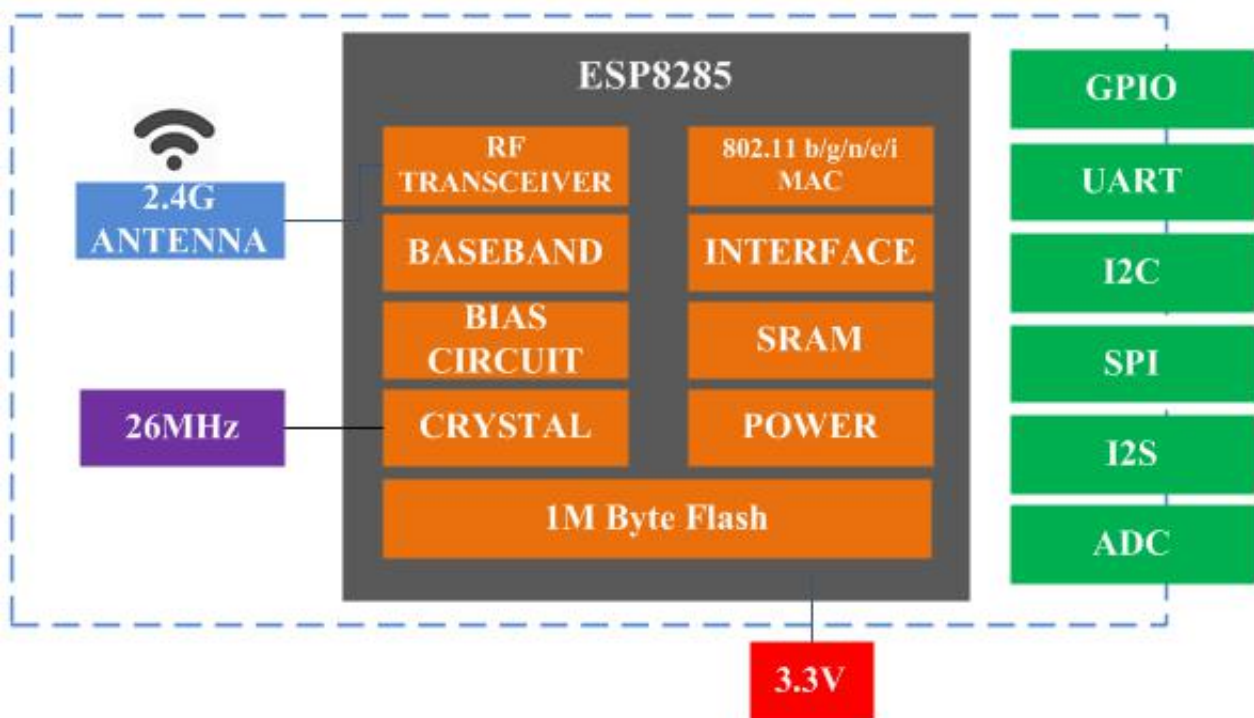 ESP8285
RF
TRANSCEIVER
802.11 b/g/n/e/i
MAC
BASEBAND
INTERFACE
BIAS
CIRCUIT
SRAM
CRYSTAL
POWER
1M Byte Flash
2.4G
ANTENNA
26MHz
GPIO
UART
I2C
SPI
I2S
ADC
3.3V